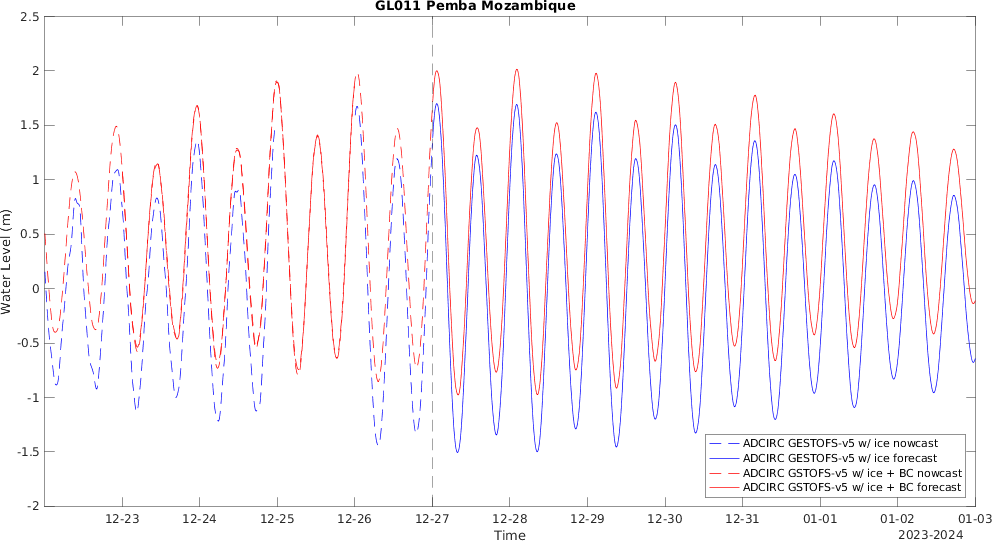 GL011 Pemba Mozambique
2.5
2
1.5
1
0.5
0
-0.5
-1
-1.5
-2
Water Level (m)
ADCIRC GESTOFS-v5 w/ ice nowcast
ADCIRC GESTOFS-v5 w/ ice forecast
ADCIRC GSTOFS-v5 w/ ice + BC nowcast
ADCIRC GSTOFS-v5 w/ ice + BC forecast
12-23 12-24 12-25 12-26 12-27 12-28 12-29 12-30 12-31 01-01 01-02 01-03
Time
2023-2024